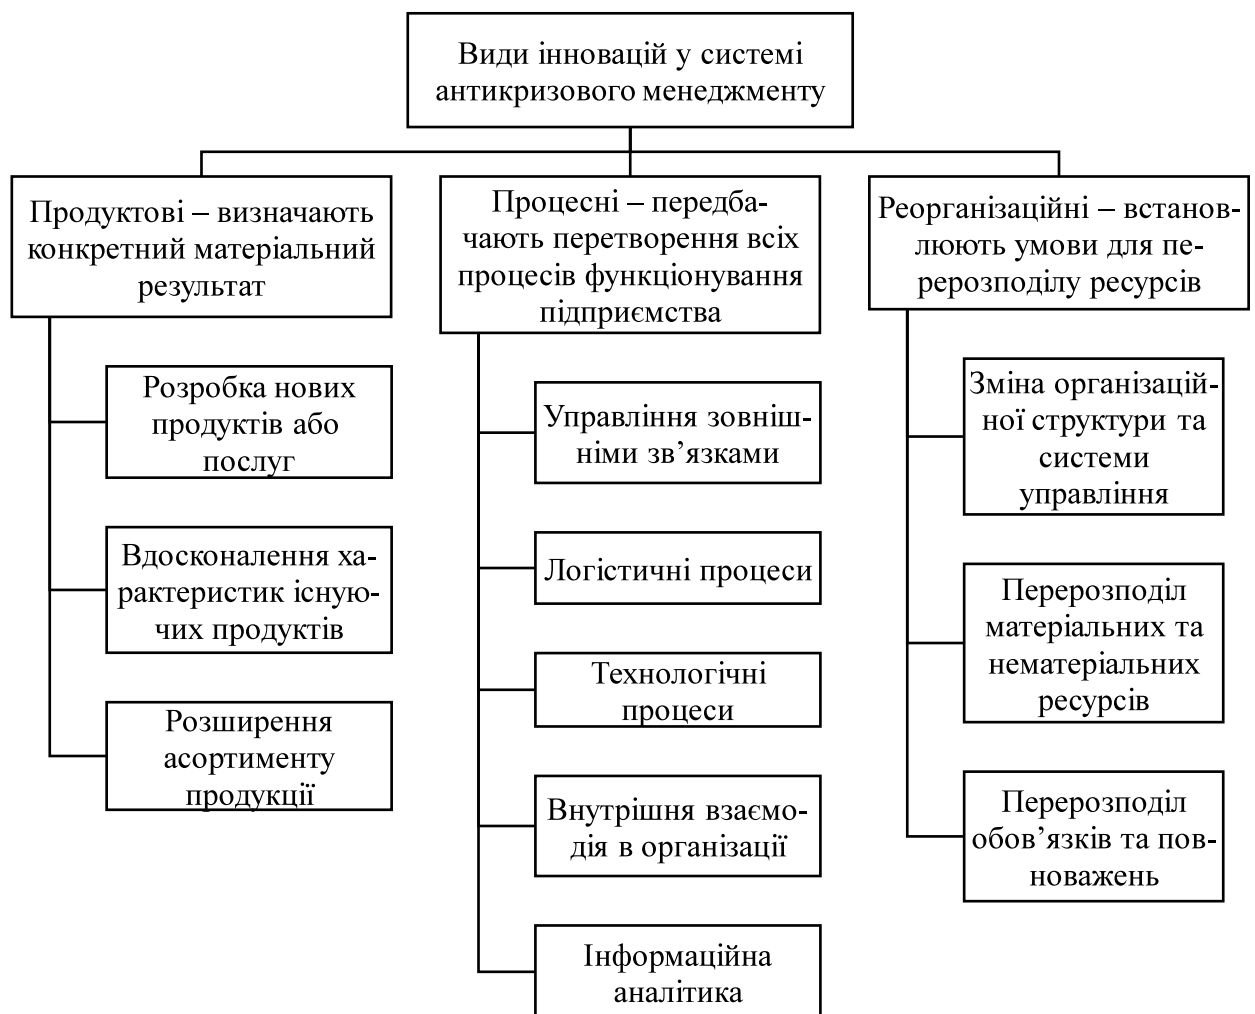 Види інновацій у системі
антикризового менеджменту
Продуктові – визначають
конкретний матеріальний
результат
Розробка нових
продуктів або
послуг
Вдосконалення ха-
рактеристик існую-
чих продуктів
Розширення
асортименту
продукції
Процесні – передба-
чають перетворення всіх
процесів функціонування
підприємства
Управління зовніш-
німи зв’язками
Логістичні процеси
Технологічні
процеси
Внутрішня взаємо-
дія в організації
Інформаційна
аналітика
Реорганізаційні – встанов-
люють умови для пе-
рерозподілу ресурсів
Зміна організацій-
ної структури та
системи
управління
Перерозподіл
матеріальних та
нематеріальних
ресурсів
Перерозподіл
обов’язків та пов-
новажень